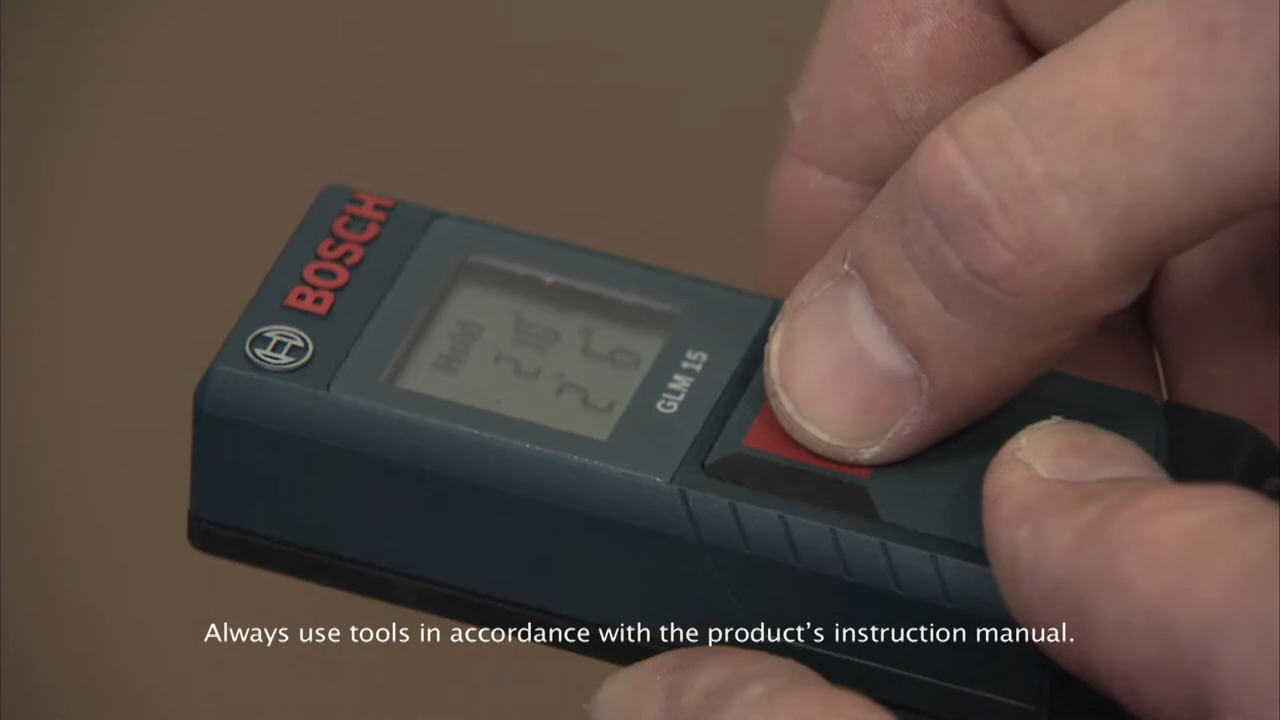 BOSCH
Hold
GLM 15
Always use tools in accordance with the product's instruction manual.